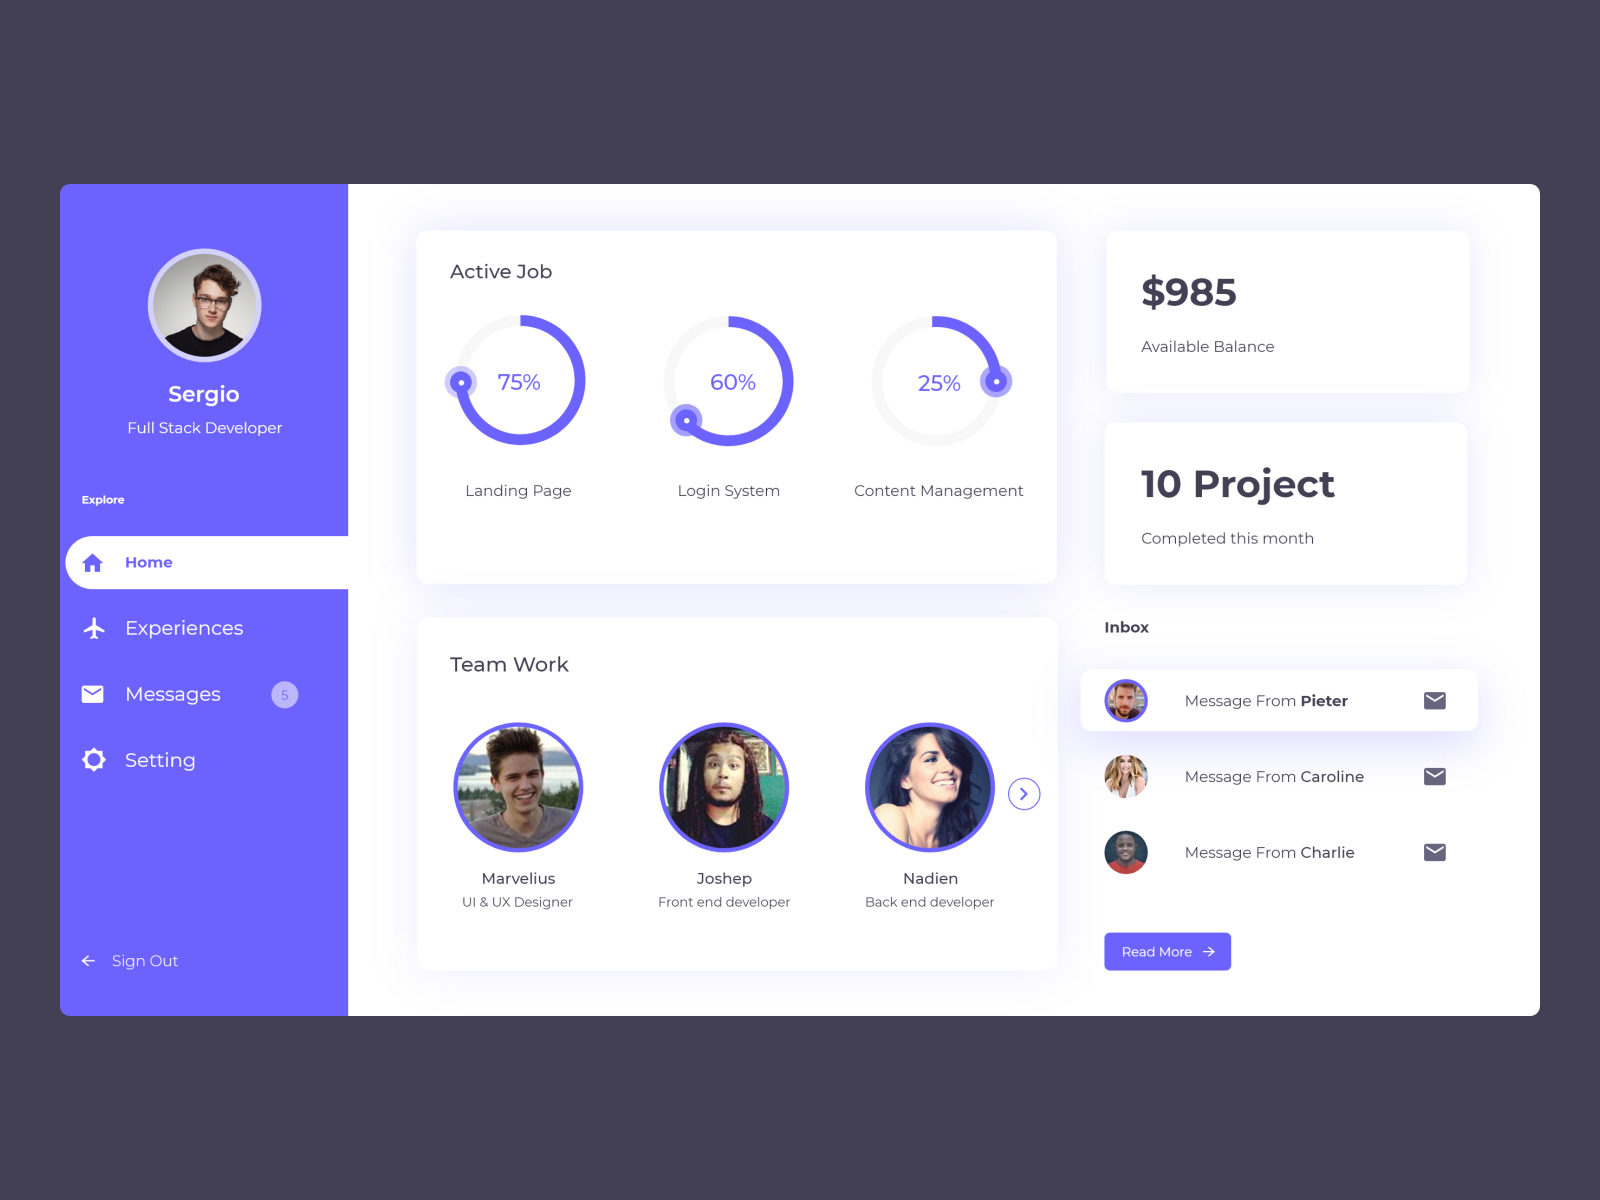 Sergio
Full Stack Developer
Explore
Home
Experiences
Messages 5
Setting
Sign Out
Active Job
75%
60%
25%
Landing Page
Login System
Content Management
Team Work
Marvelius
UI & UX Designer
Joshep
Front end developer
Nadien
Back end developer
$985
Available Balance
10 Project
Completed this month
Inbox
Message From Pieter
Message From Caroline
Message From Charlie
Read More